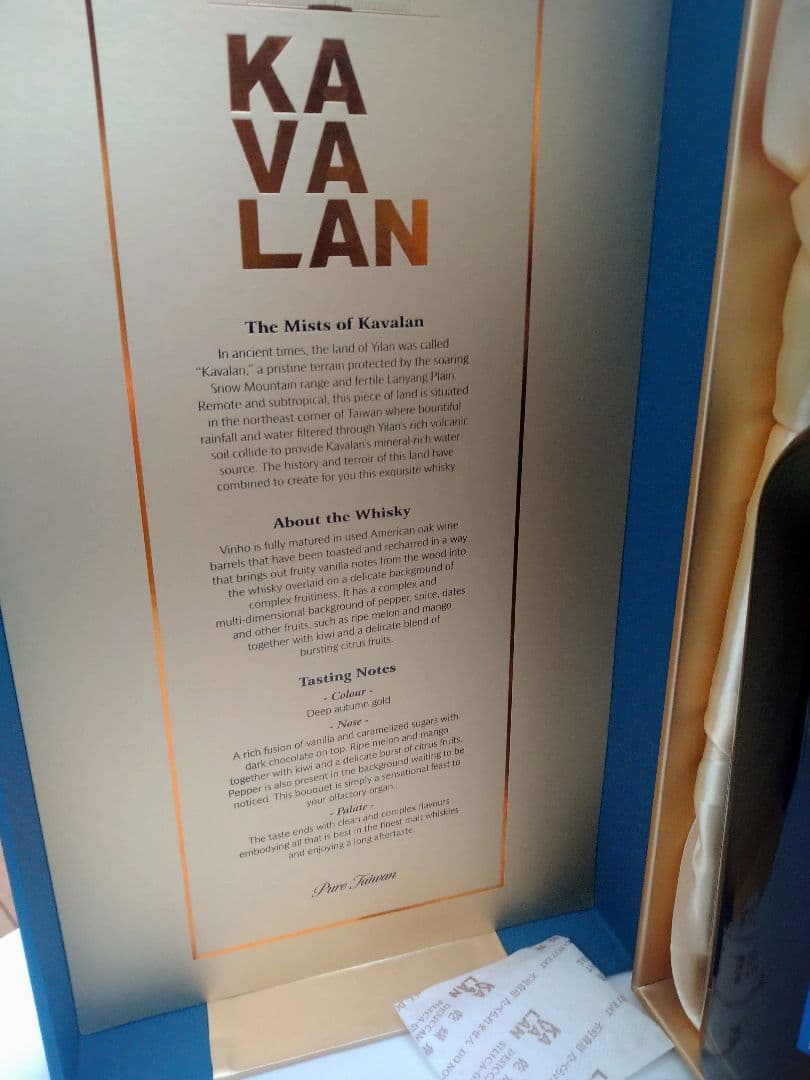 KA
VA
LAN
The Mists of Kavalan
In ancient times, the land of Yilan was called
“Kavalan,” a pristine terrain protected by the soaring
Snow Mountain range and fertile Lanyang Plain.
Remote and subtropical, this piece of land is situated
in the northeast corner of Taiwan where bountiful
rainfall and water filtered through Yilan's rich volcanic
soil collide to provide Kavalan's mineral-rich water
source. The history and terroir of this land have
combined to create for you this exquisite whisky.
About the Whisky
Vinho is fully matured in used American oak wine
barrels that have been toasted and recharred in a way
that brings out fruity vanilla notes from the wood into
the whisky overlaid on a delicate background of
complex fruitiness. It has a complex and
multi-dimensional background of pepper, spice, dates
and other fruits, such as ripe melon and mango
together with kiwi and a delicate blend of
bursting citrus fruits.
Tasting Notes
- Colour -
Deep autumn gold
- Nose -
A rich fusion of vanilla and caramelized sugars with
dark chocolate on top. Ripe melon and mango
together with kiwi and a delicate burst of citrus fruits.
Pepper is also present in the background waiting to be
noticed. This bouquet is simply a sensational feast to
your olfactory organ.
- Palate -
The taste ends with clean and complex flavours
embodying all that is best in the finest malt whiskies
and enjoying a long aftertaste.
Pure Taiwan
KA
VA
LAN
KA
VA
LAN
DESICCAN
SILICA-G
DO NO